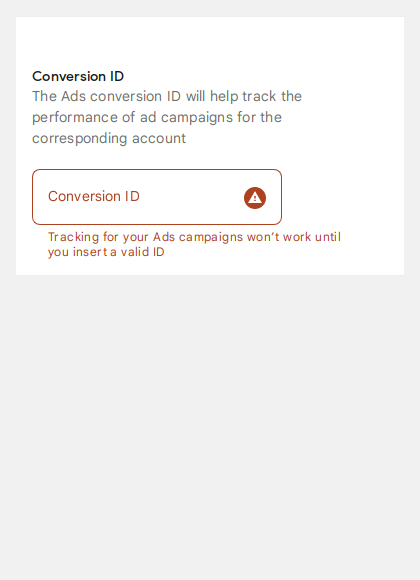 Conversion ID
The Ads conversion ID will help track the
performance of ad campaigns for the
corresponding account
Conversion ID
Tracking for your Ads campaigns won’t work until
you insert a valid ID